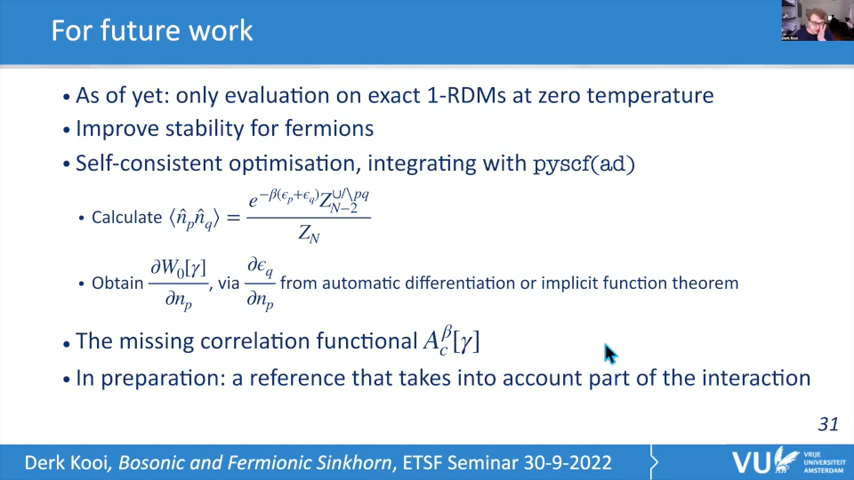 For future work
Derk Kooi
• As of yet: only evaluation on exact 1-RDMs at zero temperature
• Improve stability for fermions
• Self-consistent optimisation, integrating with pyscf(ad)
• Calculate ⟨n̂_p n̂_q⟩ = e^{−β(ϵ_p+ϵ_q)} Z_{N−2}^{∪/\pq} / Z_N
• Obtain ∂W₀[γ]/∂n_p, via ∂ϵ_q/∂n_p from automatic differentiation or implicit function theorem
• The missing correlation functional A_c^β[γ]
• In preparation: a reference that takes into account part of the interaction
31
Derk Kooi, Bosonic and Fermionic Sinkhorn, ETSF Seminar 30-9-2022
VU
VRIJE
UNIVERSITEIT
AMSTERDAM